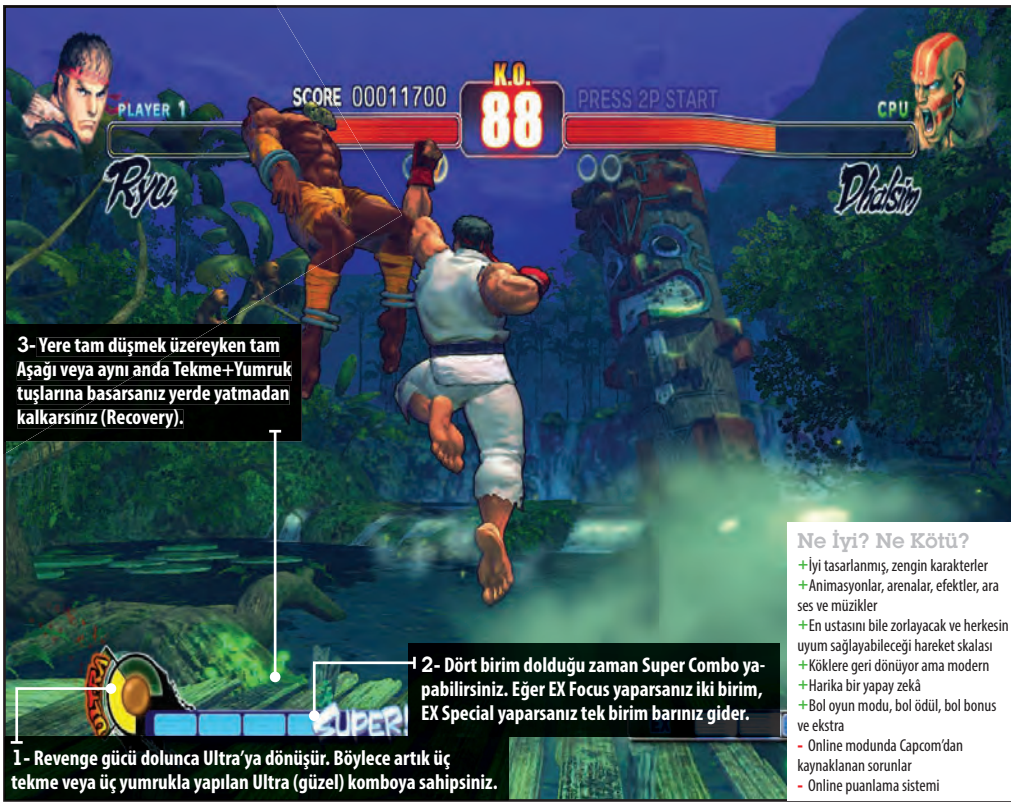 K.O.
PLAYER 1
SCORE 00011700
88
PRESS 2P START
CPU
Ryu
Dhalsim
3- Yere tam düşmek üzereyken tam
Aşağı veya aynı anda Tekme+Yumruk
tuşlarına basarsanız yerde yatmadan
kalkarsınız (Recovery).
Ne İyi? Ne Kötü?
+İyi tasarlanmış, zengin karakterler
+Animasyonlar, arenalar, efektler, ara
ses ve müzikler
+En ustasını bile zorlayacak ve herkesin
uyum sağlayabileceği hareket skalası
+Köklere geri dönüyor ama modern
+Harika bir yapay zekâ
+Bol oyun modu, bol ödül, bol bonus
ve ekstra
- Online modunda Capcom’dan
kaynaklanan sorunlar
- Online puanlama sistemi
2- Dört birim dolduğu zaman Super Combo ya-
pabilirsiniz. Eğer EX Focus yaparsanız iki birim,
EX Special yaparsanız tek birim barınız gider.
SUPER!
1- Revenge gücü dolunca Ultra’ya dönüşür. Böylece artık üç
tekme veya üç yumrukla yapılan Ultra (güzel) komboya sahipsiniz.